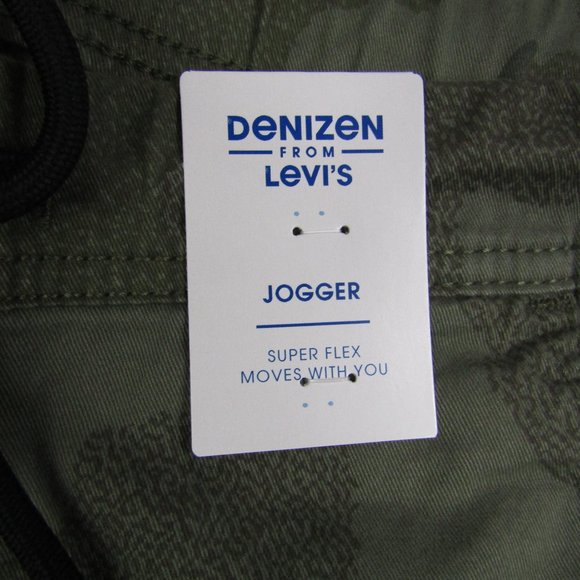 DeNIZeN
FROM
Levi's
JOGGER
SUPER FLEX
MOVES WITH YOU